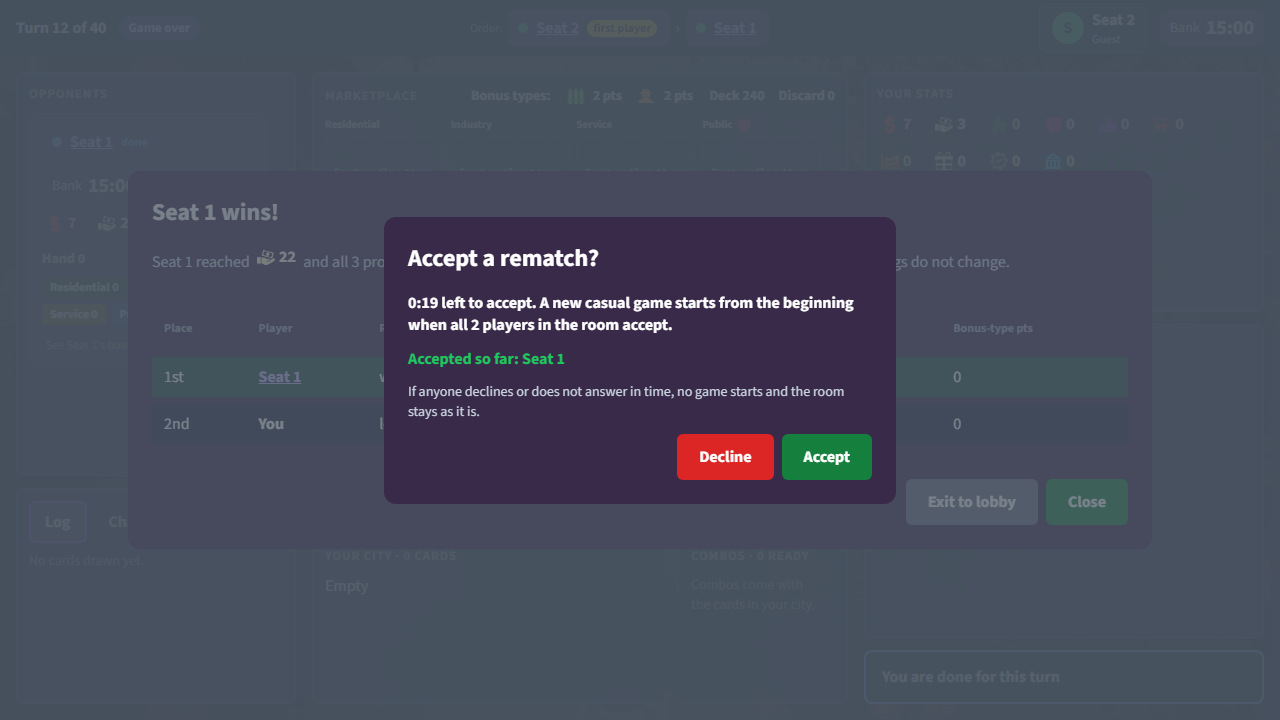 Turn 12 of 40 Game over
Order: Seat 2 first player › Seat 1
S Seat 2 Guest Bank 15:00
OPPONENTS
Seat 1 done
Bank 15:00
7 2
Hand 0
Residential 0
Service 0
MARKETPLACE Bonus types: 2 pts 2 pts Deck 240 Discard 0
Residential Industry Service Public
YOUR STATS
7 3 0 0 0 0
0 0 0 0
Seat 1 wins!
Seat 1 reached 22 and all 3 pro
gs do not change.
Place Player Bonus-type pts
1st Seat 1 0
2nd You 0
Exit to lobby Close
Accept a rematch?
0:19 left to accept. A new casual game starts from the beginning
when all 2 players in the room accept.
Accepted so far: Seat 1
If anyone declines or does not answer in time, no game starts and the room
stays as it is.
Decline Accept
Log Ch
No cards drawn yet.
YOUR CITY • 0 CARDS
Empty
COMBOS • 0 READY
Combos come with
the cards in your city.
You are done for this turn